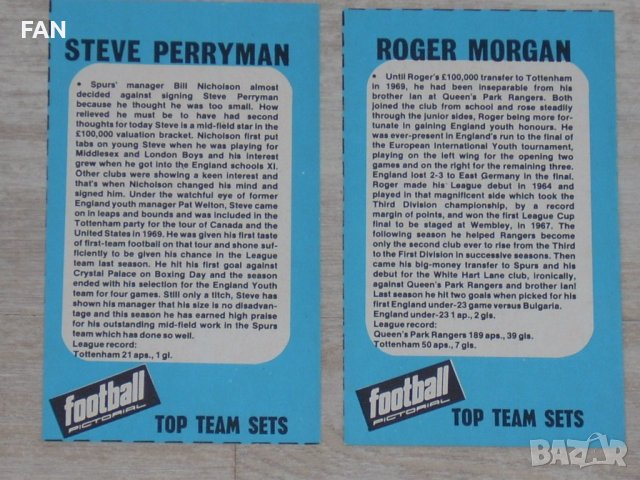 FAN
STEVE PERRYMAN
• Spurs' manager Bill Nicholson almost
decided against signing Steve Perryman
because he thought he was too small. How
relieved he must be to have had second
thoughts for today Steve is a mid-field star in the
£100,000 valuation bracket. Nicholson first put
tabs on young Steve when he was playing for
Middlesex and London Boys and his interest
grew when he got into the England schools XI.
Other clubs were showing a keen interest and
that's when Nicholson changed his mind and
signed him. Under the watchful eye of former
England youth manager Pat Welton, Steve came
on in leaps and bounds and was included in the
Tottenham party for the tour of Canada and the
United States in 1969. He was given his first taste
of first-team football on that tour and shone suf-
ficiently to be given his chance in the League
team last season. He hit his first goal against
Crystal Palace on Boxing Day and the season
ended with his selection for the England Youth
team for four games. Still only a titch, Steve has
shown his manager that his size is no disadvan-
tage and this season he has earned high praise
for his outstanding mid-field work in the Spurs
team which has done so well.
League record:
Tottenham 21 aps., 1 gl.
football
PICTORIAL
TOP TEAM SETS
ROGER MORGAN
• Until Roger's £100,000 transfer to Tottenham
in 1969, he had been inseparable from his
brother Ian at Queen's Park Rangers. Both
joined the club from school and rose steadily
through the junior sides, Roger being more for-
tunate in gaining England youth honours. He
was ever-present in England's run to the final of
the European International Youth tournament,
playing on the left wing for the opening two
games and on the right for the remaining three.
England lost 2-3 to East Germany in the final.
Roger made his League debut in 1964 and
played in that magnificent side which took the
Third Division championship, by a record
margin of points, and won the first League Cup
final to be staged at Wembley, in 1967. The
following season he helped Rangers become
only the second club ever to rise from the Third
to the First Division in successive seasons. Then
came his big-money transfer to Spurs and his
debut for the White Hart Lane club, ironically,
against Queen's Park Rangers and brother Ian!
Last season he hit two goals when picked for his
first England under-23 game versus Bulgaria.
England under-23 1 ap., 2 gls.
League record:
Queen's Park Rangers 189 aps., 39 gls.
Tottenham 50 aps., 7 gls.
football
PICTORIAL
TOP TEAM SETS
BAZAR